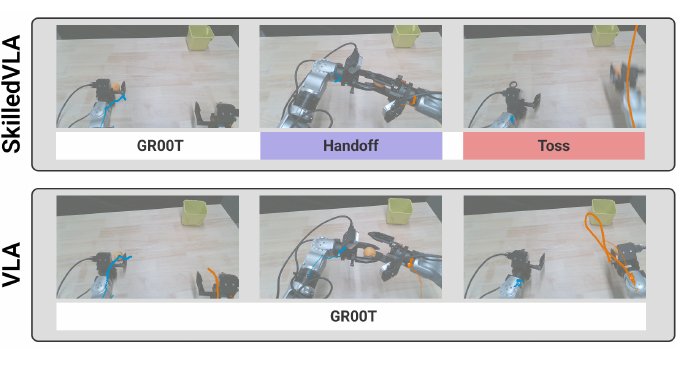 SkilledVLA
GR00T
Handoff
Toss
VLA
GR00T